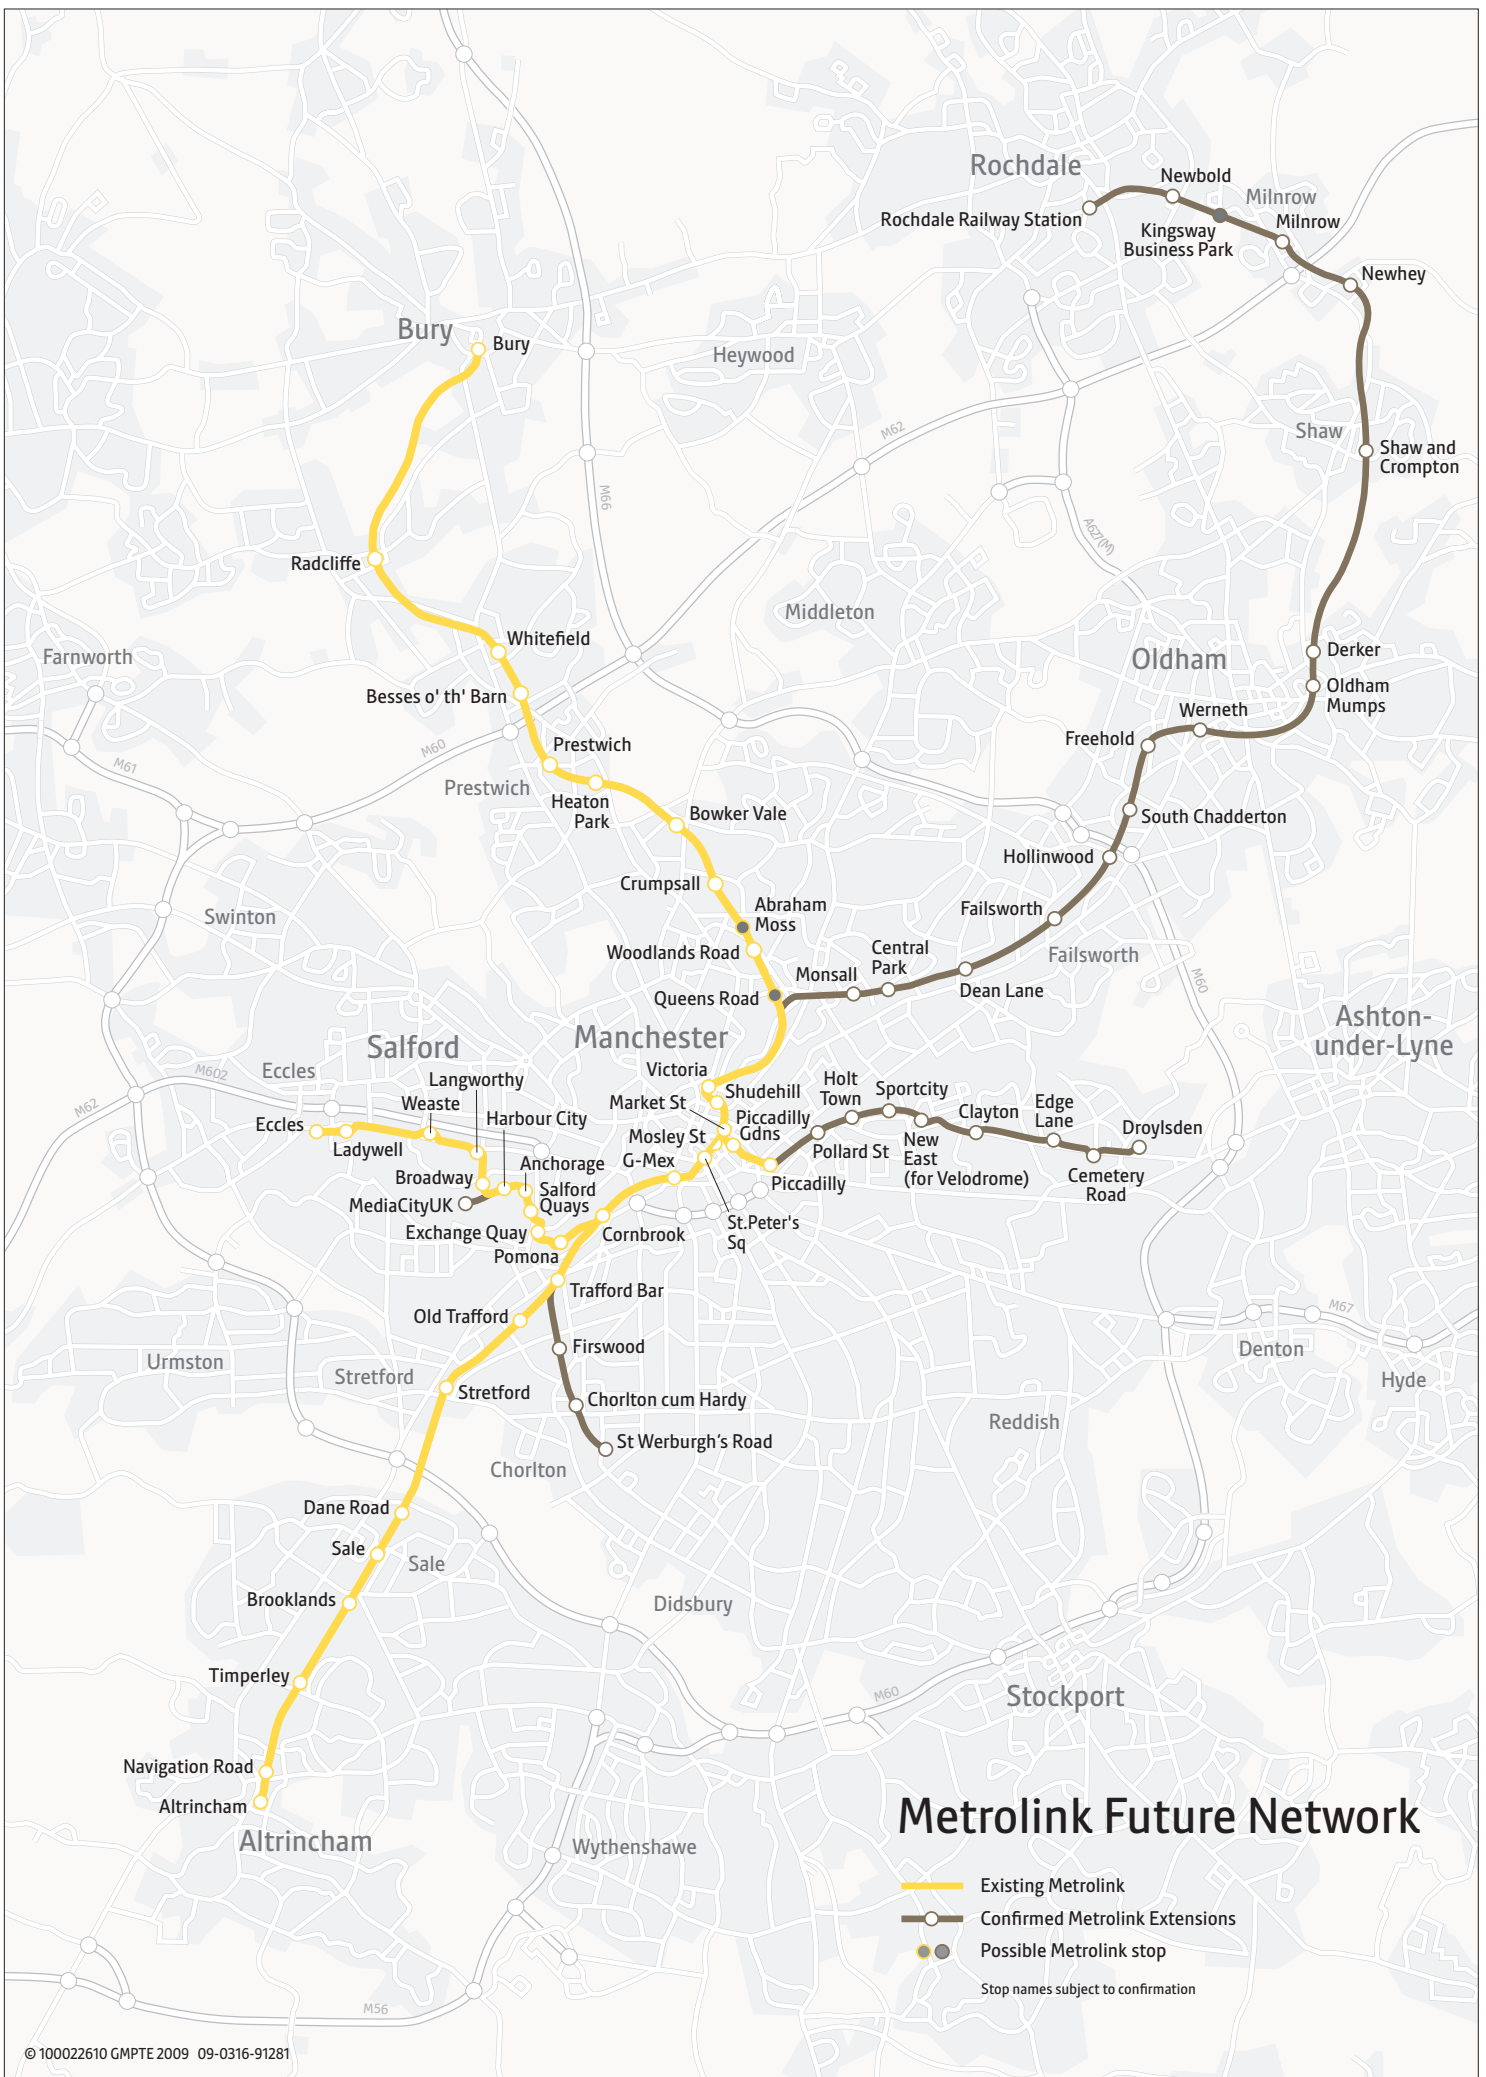 Rochdale
Newbold
Milnrow
Rochdale Railway Station
Kingsway
Business Park
Milnrow
Newhey
Bury
Bury
Heywood
M62
Shaw
Shaw and
Crompton
M66
A627(M)
Radcliffe
Middleton
Whitefield
Farnworth
Oldham
Derker
Besses o' th' Barn
Oldham
Mumps
Werneth
Freehold
Prestwich
M60
M61
Prestwich
Heaton
Park
Bowker Vale
South Chadderton
Hollinwood
Crumpsall
Abraham
Moss
Failsworth
Swinton
Woodlands Road
Central
Park
Failsworth
Monsall
M60
Queens Road
Dean Lane
Manchester
Salford
Ashton-
under-Lyne
Eccles
M602
Victoria
Langworthy
Holt
Town
Sportcity
Shudehill
M62
Weaste
Market St
Harbour City
Piccadilly
Gdns
Clayton
Edge
Lane
Eccles
Droylsden
Ladywell
Mosley St
New
East
(for Velodrome)
Pollard St
G-Mex
Anchorage
Broadway
Piccadilly
Cemetery
Road
Salford
Quays
MediaCityUK
St.Peter's
Sq
Exchange Quay
Cornbrook
Pomona
Trafford Bar
M67
Old Trafford
Firswood
Denton
Urmston
Stretford
Hyde
Stretford
Chorlton cum Hardy
Reddish
St Werburgh's Road
Chorlton
Dane Road
Sale
Sale
Brooklands
Didsbury
Timperley
M60
Stockport
Navigation Road
Altrincham
Altrincham
Wythenshawe
Metrolink Future Network
Existing Metrolink
Confirmed Metrolink Extensions
Possible Metrolink stop
Stop names subject to confirmation
M56
© 100022610 GMPTE 2009 09-0316-91281